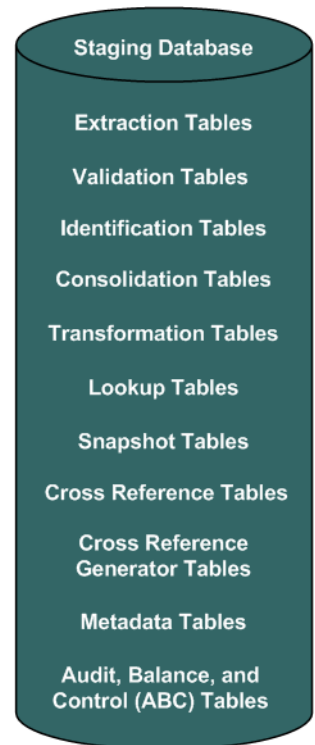 Staging Database
Extraction Tables
Validation Tables
Identification Tables
Consolidation Tables
Transformation Tables
Lookup Tables
Snapshot Tables
Cross Reference Tables
Cross Reference
Generator Tables
Metadata Tables
Audit, Balance, and
Control (ABC) Tables